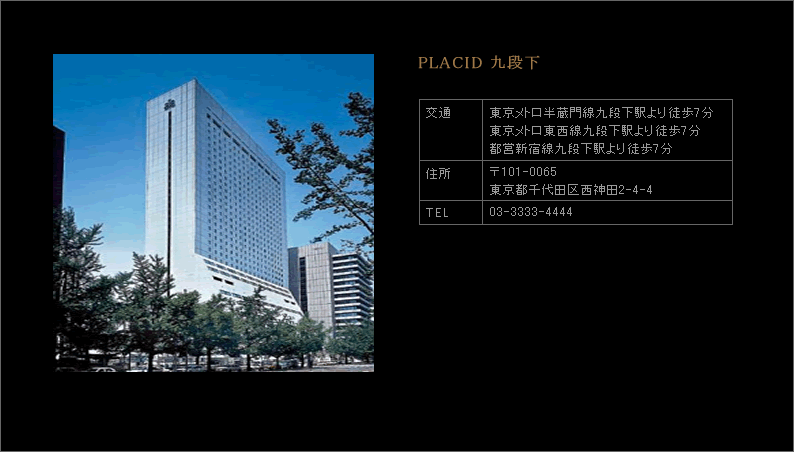 PLACID 九段下
交通
東京メトロ半蔵門線九段下駅より徒歩7分
東京メトロ東西線九段下駅より徒歩7分
都営新宿線九段下駅より徒歩7分
住所
〒101-0065
東京都千代田区西神田2-4-4
TEL
03-3333-4444